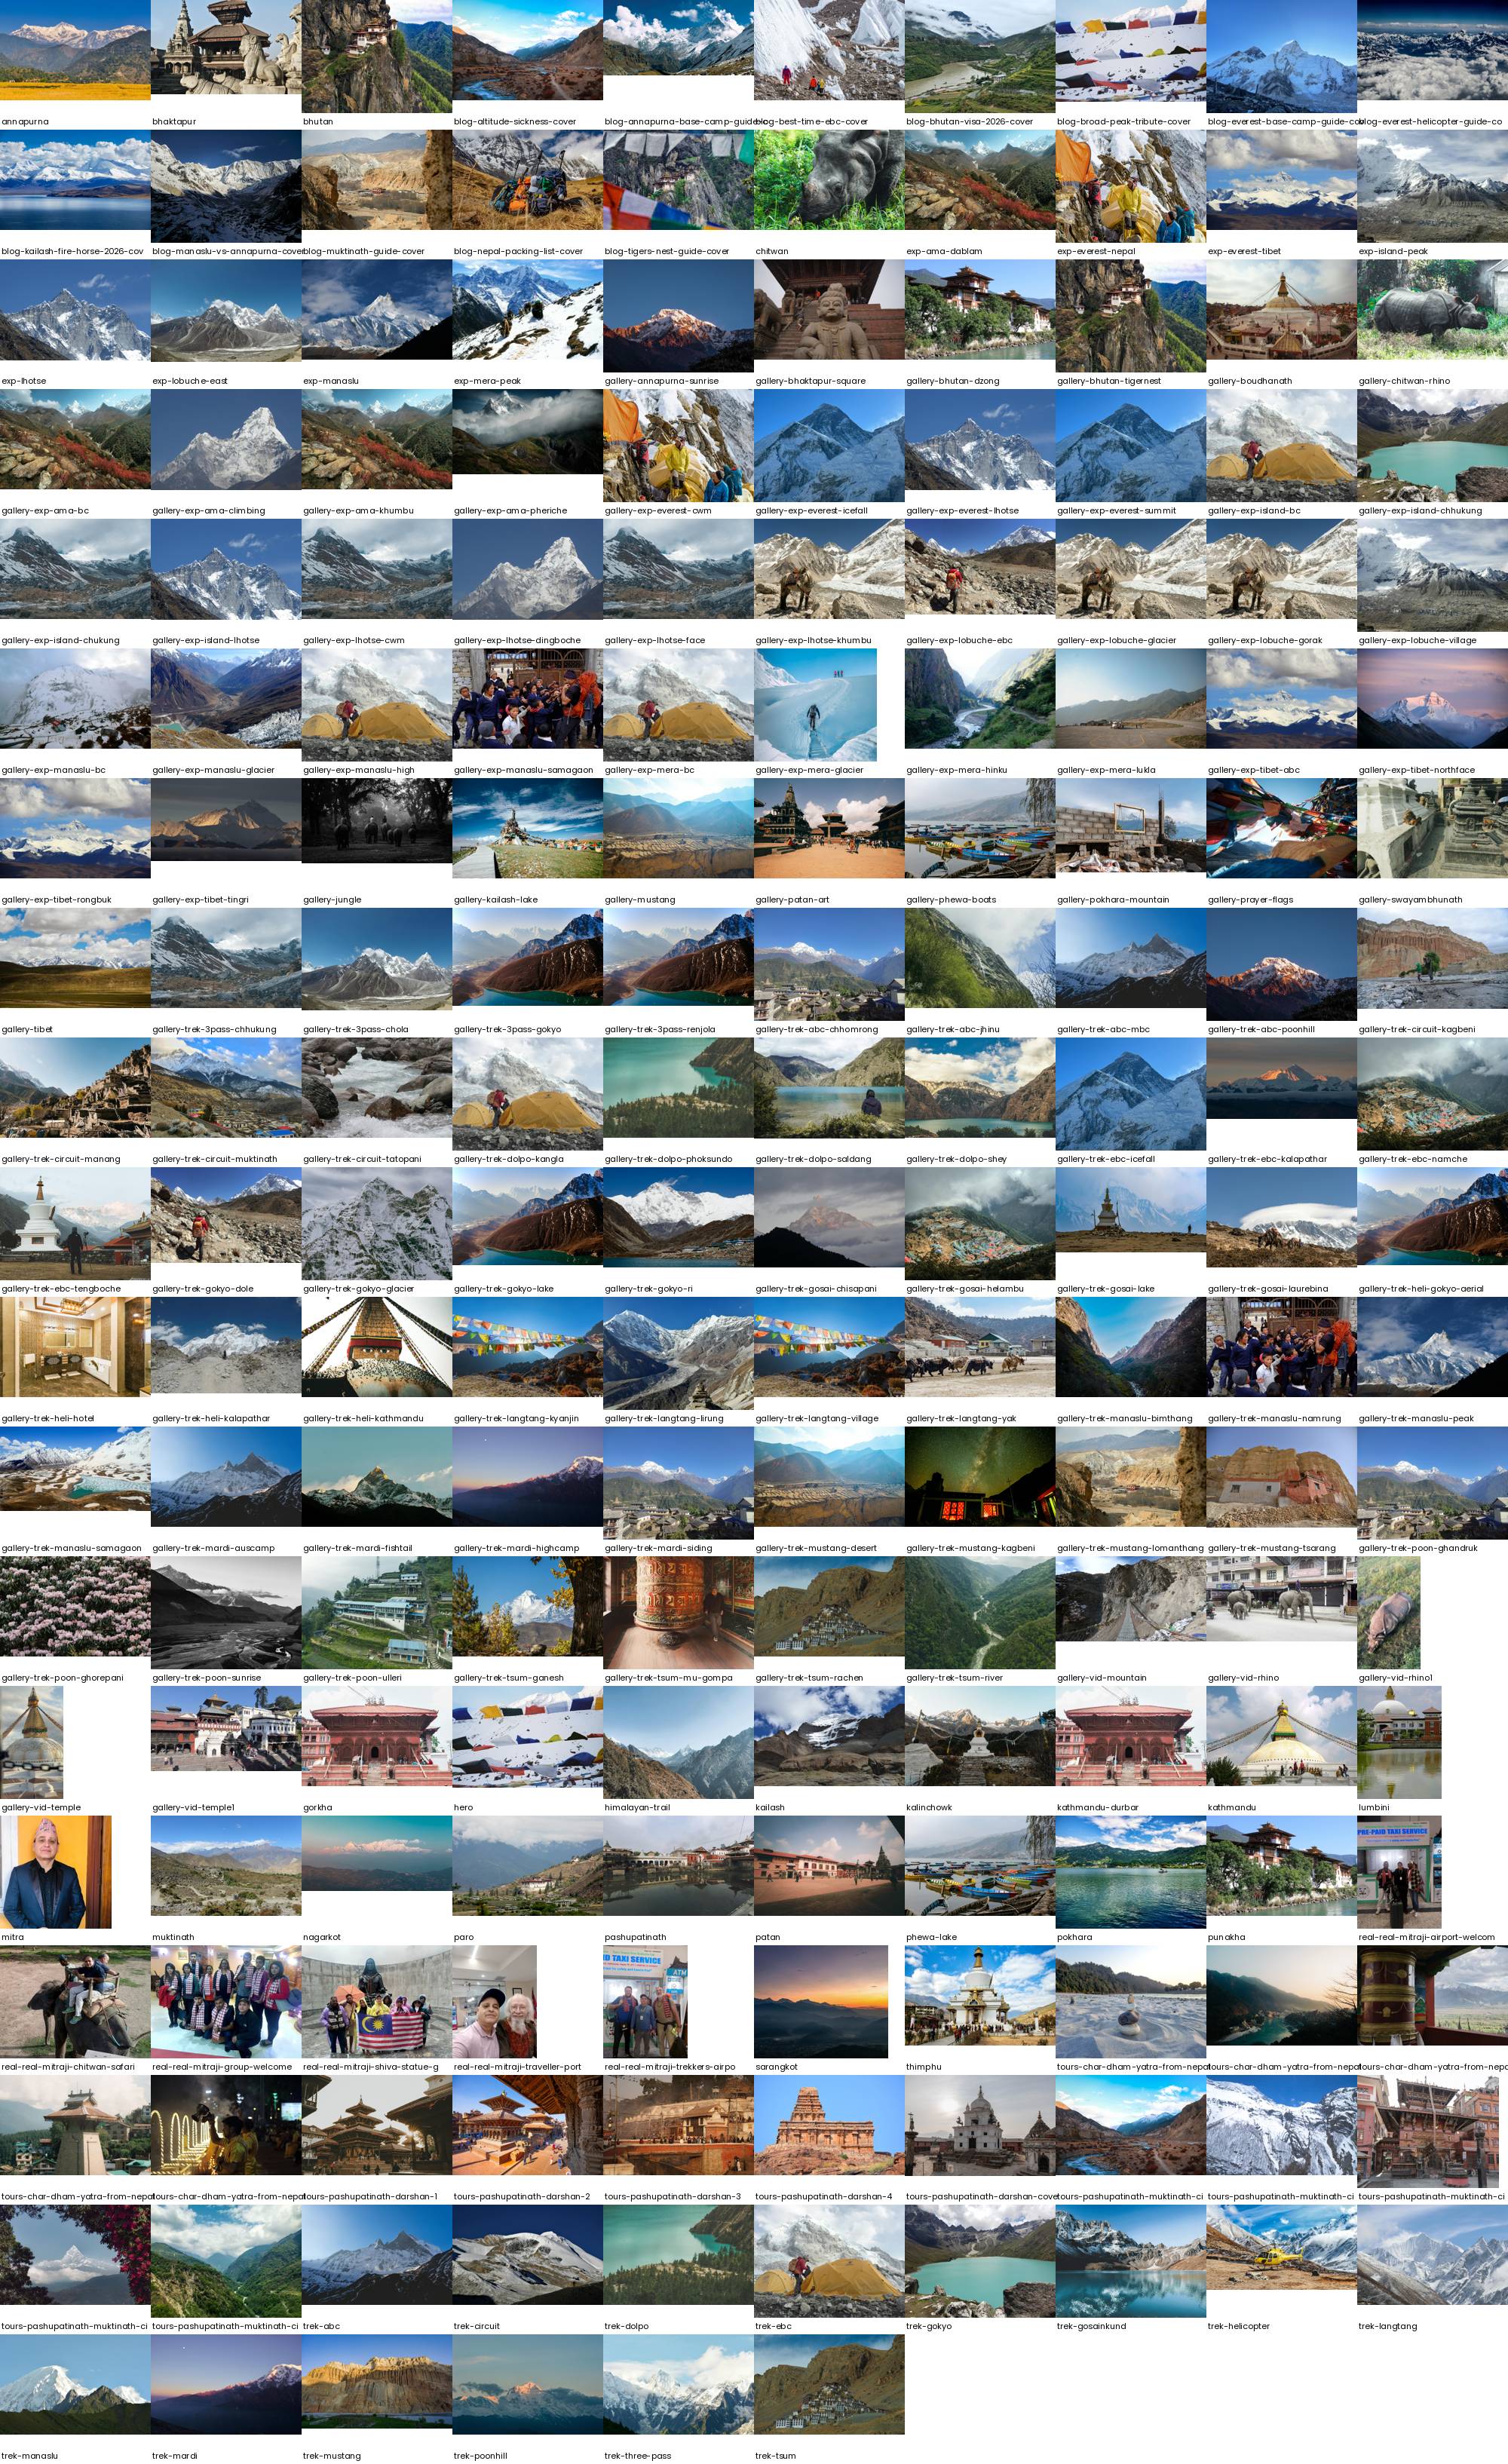 annapurna
bhaktapur
bhutan
blog-altitude-sickness-cover
blog-annapurna-base-camp-guide-
blog-best-time-ebc-cover
blog-bhutan-visa-2026-cover
blog-broad-peak-tribute-cover
blog-everest-base-camp-guide-cov
blog-everest-helicopter-guide-co
blog-kailash-fire-horse-2026-cov
blog-manaslu-vs-annapurna-cover
blog-muktinath-guide-cover
blog-nepal-packing-list-cover
blog-tigers-nest-guide-cover
chitwan
exp-ama-dablam
exp-everest-nepal
exp-everest-tibet
exp-island-peak
exp-lhotse
exp-lobuche-east
exp-manaslu
exp-mera-peak
gallery-annapurna-sunrise
gallery-bhaktapur-square
gallery-bhutan-dzong
gallery-bhutan-tigernest
gallery-boudhanath
gallery-chitwan-rhino
gallery-exp-ama-bc
gallery-exp-ama-climbing
gallery-exp-ama-khumbu
gallery-exp-ama-pheriche
gallery-exp-everest-cwm
gallery-exp-everest-icefall
gallery-exp-everest-lhotse
gallery-exp-everest-summit
gallery-exp-island-bc
gallery-exp-island-chhukung
gallery-exp-island-chukung
gallery-exp-island-lhotse
gallery-exp-lhotse-cwm
gallery-exp-lhotse-dingboche
gallery-exp-lhotse-face
gallery-exp-lhotse-khumbu
gallery-exp-lobuche-ebc
gallery-exp-lobuche-glacier
gallery-exp-lobuche-gorak
gallery-exp-lobuche-village
gallery-exp-manaslu-bc
gallery-exp-manaslu-glacier
gallery-exp-manaslu-high
gallery-exp-manaslu-samagaon
gallery-exp-mera-bc
gallery-exp-mera-glacier
gallery-exp-mera-hinku
gallery-exp-mera-lukla
gallery-exp-tibet-abc
gallery-exp-tibet-northface
gallery-exp-tibet-rongbuk
gallery-exp-tibet-tingri
gallery-jungle
gallery-kailash-lake
gallery-mustang
gallery-patan-art
gallery-phewa-boats
gallery-pokhara-mountain
gallery-prayer-flags
gallery-swayambhunath
gallery-tibet
gallery-trek-3pass-chhukung
gallery-trek-3pass-chola
gallery-trek-3pass-gokyo
gallery-trek-3pass-renjola
gallery-trek-abc-chhomrong
gallery-trek-abc-jhinu
gallery-trek-abc-mbc
gallery-trek-abc-poonhill
gallery-trek-circuit-kagbeni
gallery-trek-circuit-manang
gallery-trek-circuit-muktinath
gallery-trek-circuit-tatopani
gallery-trek-dolpo-kangla
gallery-trek-dolpo-phoksundo
gallery-trek-dolpo-saldang
gallery-trek-dolpo-shey
gallery-trek-ebc-icefall
gallery-trek-ebc-kalapathar
gallery-trek-ebc-namche
gallery-trek-ebc-tengboche
gallery-trek-gokyo-dole
gallery-trek-gokyo-glacier
gallery-trek-gokyo-lake
gallery-trek-gokyo-ri
gallery-trek-gosai-chisapani
gallery-trek-gosai-helambu
gallery-trek-gosai-lake
gallery-trek-gosai-laurebina
gallery-trek-heli-gokyo-aerial
gallery-trek-heli-hotel
gallery-trek-heli-kalapathar
gallery-trek-heli-kathmandu
gallery-trek-langtang-kyanjin
gallery-trek-langtang-lirung
gallery-trek-langtang-village
gallery-trek-langtang-yak
gallery-trek-manaslu-bimthang
gallery-trek-manaslu-namrung
gallery-trek-manaslu-peak
gallery-trek-manaslu-samagaon
gallery-trek-mardi-auscamp
gallery-trek-mardi-fishtail
gallery-trek-mardi-highcamp
gallery-trek-mardi-siding
gallery-trek-mustang-desert
gallery-trek-mustang-kagbeni
gallery-trek-mustang-lomanthang
gallery-trek-mustang-tsarang
gallery-trek-poon-ghandruk
gallery-trek-poon-ghorepani
gallery-trek-poon-sunrise
gallery-trek-poon-ulleri
gallery-trek-tsum-ganesh
gallery-trek-tsum-mu-gompa
gallery-trek-tsum-rachen
gallery-trek-tsum-river
gallery-vid-mountain
gallery-vid-rhino
gallery-vid-rhino1
gallery-vid-temple
gallery-vid-temple1
gorkha
hero
himalayan-trail
kailash
kalinchowk
kathmandu-durbar
kathmandu
lumbini
PRE-PAID TAXI SERVICE
mitra
muktinath
nagarkot
paro
pashupatinath
patan
phewa-lake
pokhara
punakha
real-real-mitraji-airport-welcom
TAXI SERVICE
ATM
real-real-mitraji-chitwan-safari
real-real-mitraji-group-welcome
real-real-mitraji-shiva-statue-g
real-real-mitraji-traveller-port
real-real-mitraji-trekkers-airpo
sarangkot
thimphu
tours-char-dham-yatra-from-nepal
tours-char-dham-yatra-from-nepal
tours-char-dham-yatra-from-nepa
tours-char-dham-yatra-from-nepal
tours-char-dham-yatra-from-nepal
tours-pashupatinath-darshan-1
tours-pashupatinath-darshan-2
tours-pashupatinath-darshan-3
tours-pashupatinath-darshan-4
tours-pashupatinath-darshan-cove
tours-pashupatinath-muktinath-ci
tours-pashupatinath-muktinath-ci
tours-pashupatinath-muktinath-ci
tours-pashupatinath-muktinath-ci
tours-pashupatinath-muktinath-ci
trek-abc
trek-circuit
trek-dolpo
trek-ebc
trek-gokyo
trek-gosainkund
trek-helicopter
trek-langtang
trek-manaslu
trek-mardi
trek-mustang
trek-poonhill
trek-three-pass
trek-tsum